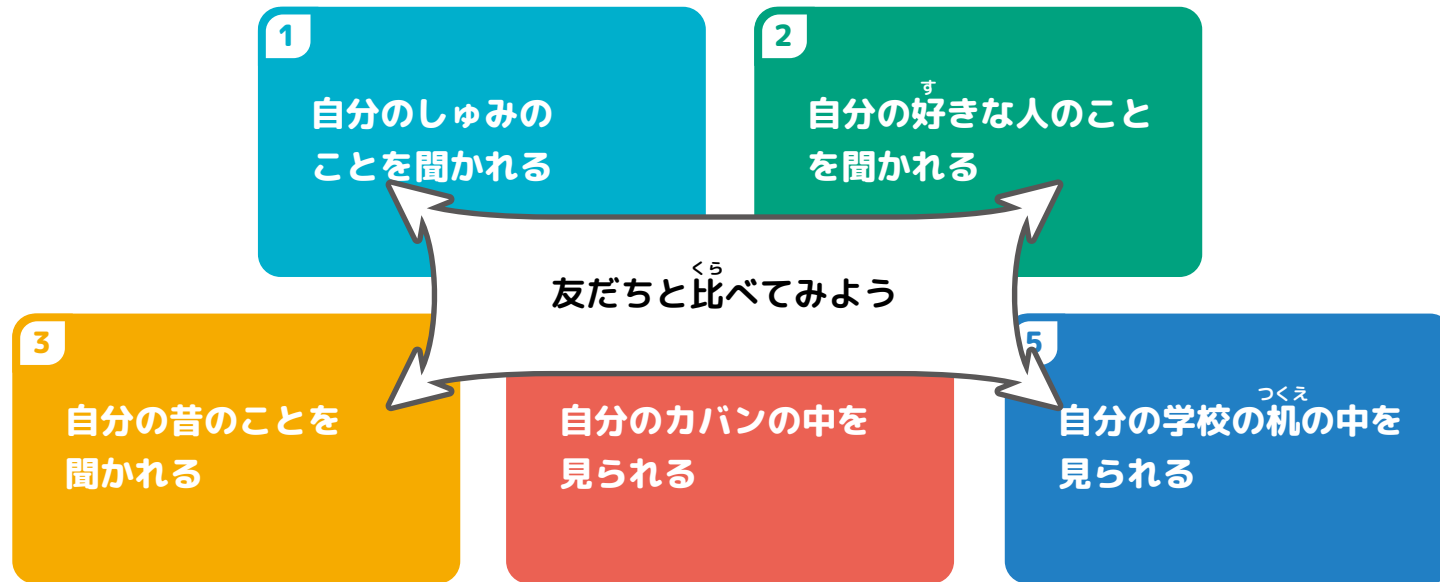 1
自分のしゅみの
ことを聞かれる
2
す
自分の好きな人のこと
を聞かれる
くら
友だちと比べてみよう
3
自分の昔のことを
聞かれる
自分のカバンの中を
見られる
5
つくえ
自分の学校の机の中を
見られる